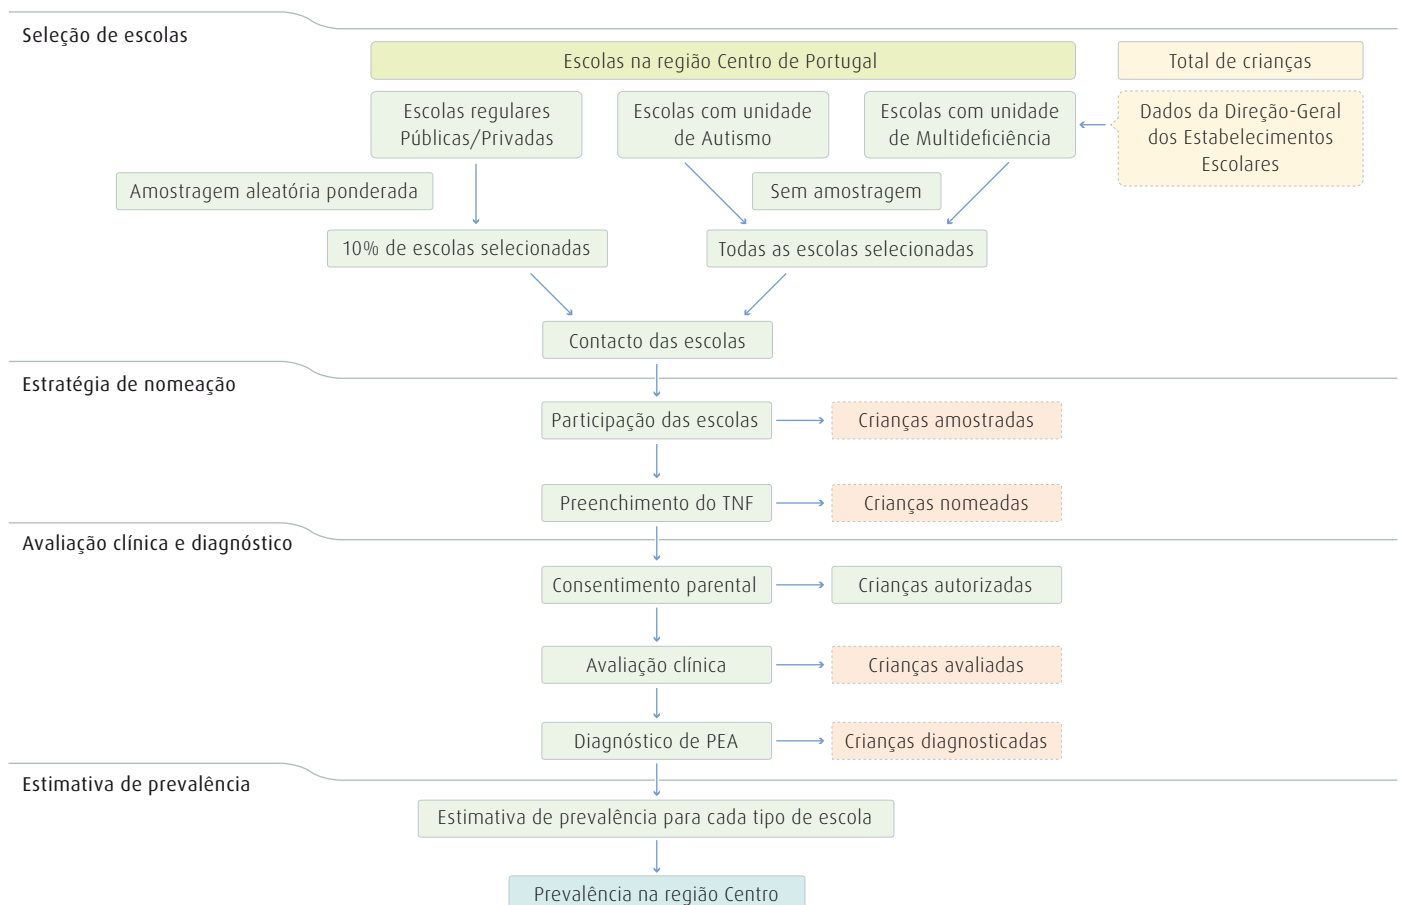 Seleção de escolas
Escolas na região Centro de Portugal
Total de crianças
Escolas regulares
Públicas/Privadas
Escolas com unidade
de Autismo
Escolas com unidade
de Multideficiência
Dados da Direção-Geral
dos Estabelecimentos
Escolares
Amostragem aleatória ponderada
Sem amostragem
10% de escolas selecionadas
Todas as escolas selecionadas
Contacto das escolas
Estratégia de nomeação
Participação das escolas
Crianças amostradas
Preenchimento do TNF
Crianças nomeadas
Avaliação clínica e diagnóstico
Consentimento parental
Crianças autorizadas
Avaliação clínica
Crianças avaliadas
Diagnóstico de PEA
Crianças diagnosticadas
Estimativa de prevalência
Estimativa de prevalência para cada tipo de escola
Prevalência na região Centro